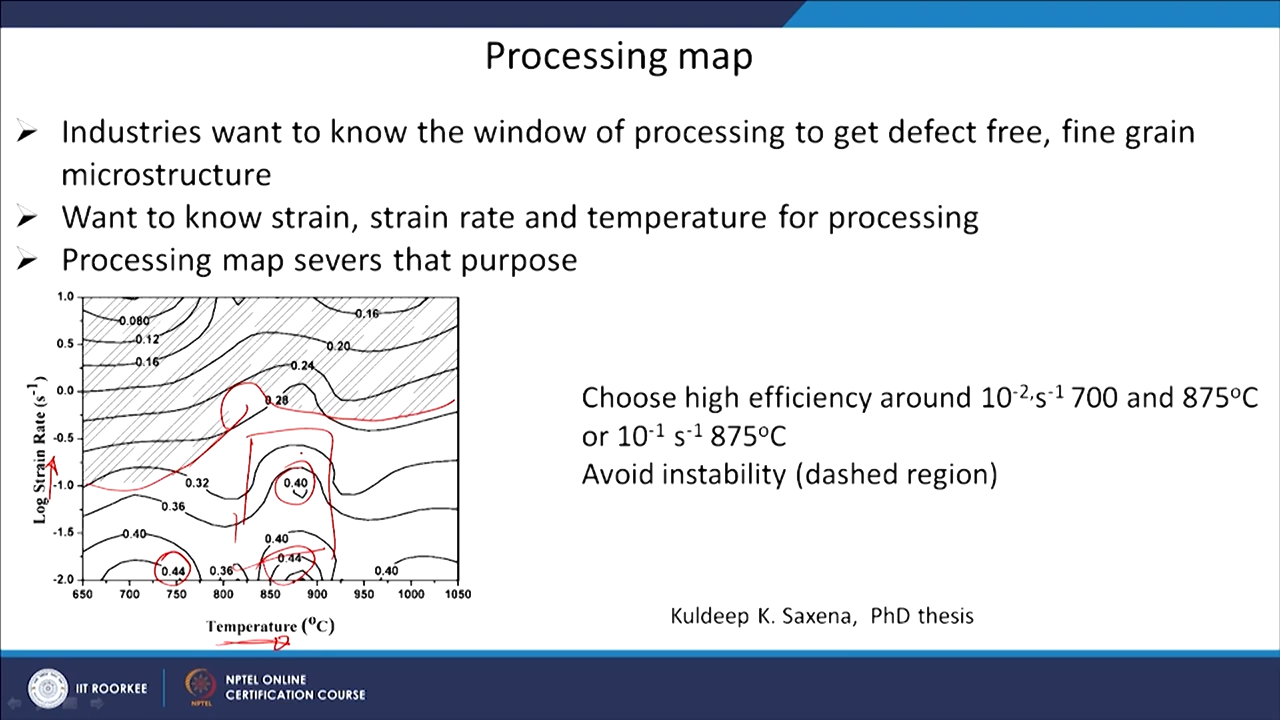 Processing map
➢ Industries want to know the window of processing to get defect free, fine grain
microstructure
➢ Want to know strain, strain rate and temperature for processing
➢ Processing map severs that purpose
Log Strain Rate (s⁻¹)
1.0
0.5
0.0
-0.5
-1.0
-1.5
-2.0
0.080
0.12
0.16
0.16
0.20
0.24
0.28
0.32
0.40
0.36
0.40
0.40
0.44
0.44
0.36
0.40
650 700 750 800 850 900 950 1000 1050
Temperature (⁰C)
Choose high efficiency around 10⁻²·s⁻¹ 700 and 875ᵒC
or 10⁻¹ s⁻¹ 875ᵒC
Avoid instability (dashed region)
Kuldeep K. Saxena, PhD thesis
IIT ROORKEE
NPTEL
NPTEL ONLINE
CERTIFICATION COURSE